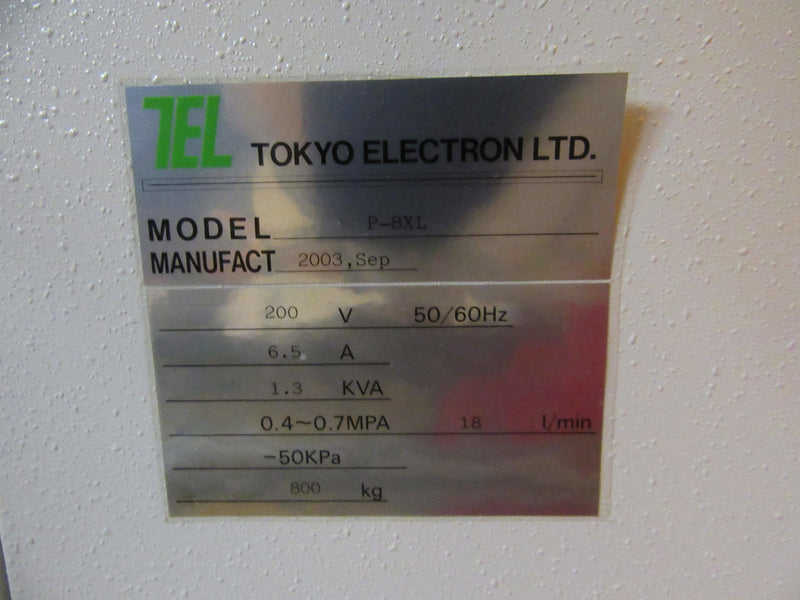 TEL TOKYO ELECTRON LTD.
MODEL P-8XL
MANUFACT 2003,Sep
200 V 50/60Hz
6.5 A
1.3 KVA
0.4~0.7MPA 18 l/min
-50KPa
800 kg